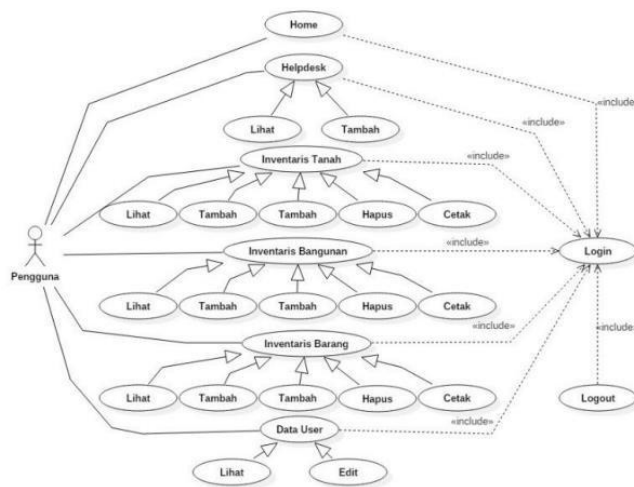 Home
«include»
Helpdesk
«include»
Lihat
Tambah
Inventaris Tanah
«include»
Lihat
Tambah
Tambah
Hapus
Cetak
Pengguna
Inventaris Bangunan
«include»
Login
Lihat
Tambah
Tambah
Hapus
Cetak
Inventaris Barang
«include»
«include»
Lihat
Tambah
Tambah
Hapus
Cetak
Logout
Data User
«include»
Lihat
Edit